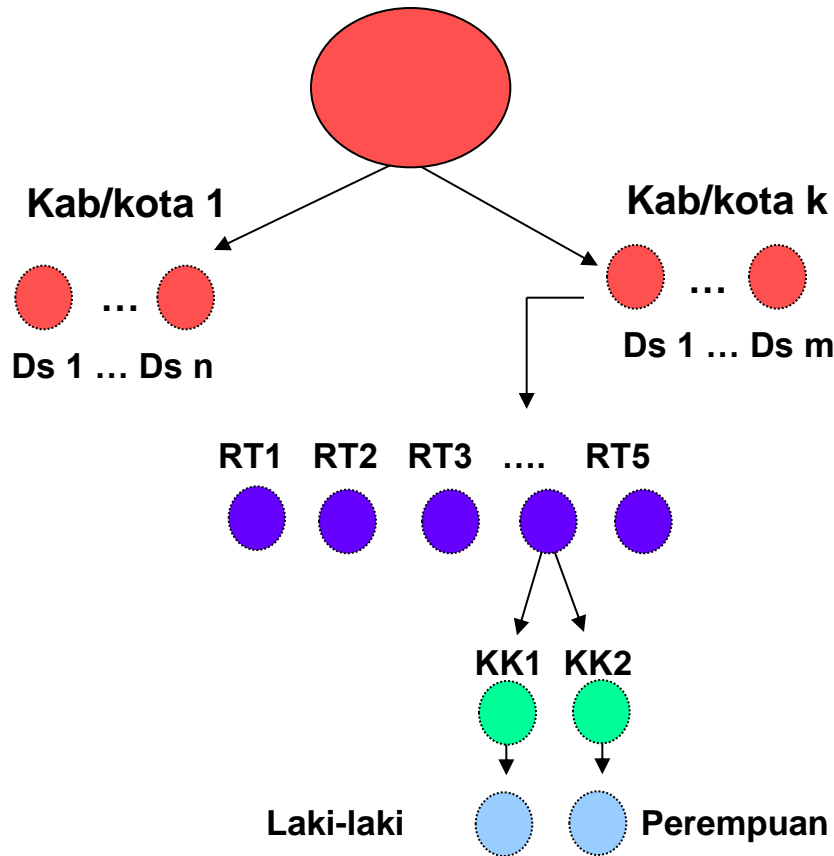 Kab/kota 1
Kab/kota k
…
…
Ds 1 … Ds n
Ds 1 … Ds m
RT1 RT2 RT3 …. RT5
KK1 KK2
Laki-laki
Perempuan